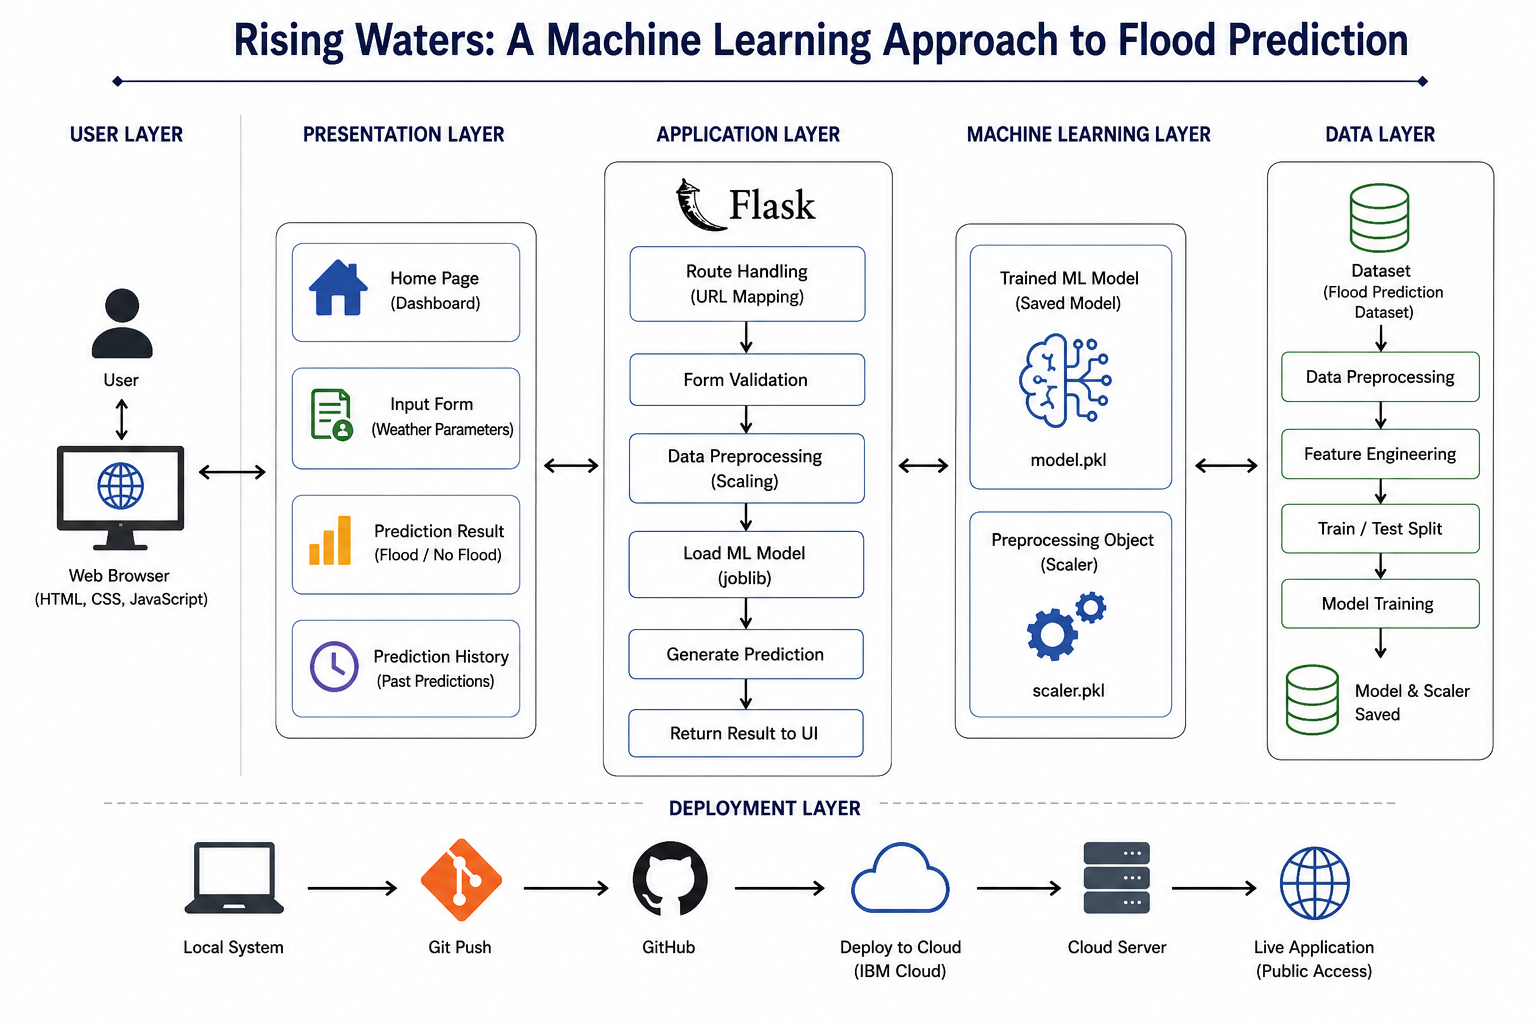 Rising Waters: A Machine Learning Approach to Flood Prediction
USER LAYER
User
Web Browser
(HTML, CSS, JavaScript)
PRESENTATION LAYER
Home Page
(Dashboard)
Input Form
(Weather Parameters)
Prediction Result
(Flood / No Flood)
Prediction History
(Past Predictions)
APPLICATION LAYER
Flask
Route Handling
(URL Mapping)
Form Validation
Data Preprocessing
(Scaling)
Load ML Model
(joblib)
Generate Prediction
Return Result to UI
MACHINE LEARNING LAYER
Trained ML Model
(Saved Model)
model.pkl
Preprocessing Object
(Scaler)
scaler.pkl
DATA LAYER
Dataset
(Flood Prediction
Dataset)
Data Preprocessing
Feature Engineering
Train / Test Split
Model Training
Model & Scaler
Saved
DEPLOYMENT LAYER
Local System
Git Push
GitHub
Deploy to Cloud
(IBM Cloud)
Cloud Server
Live Application
(Public Access)